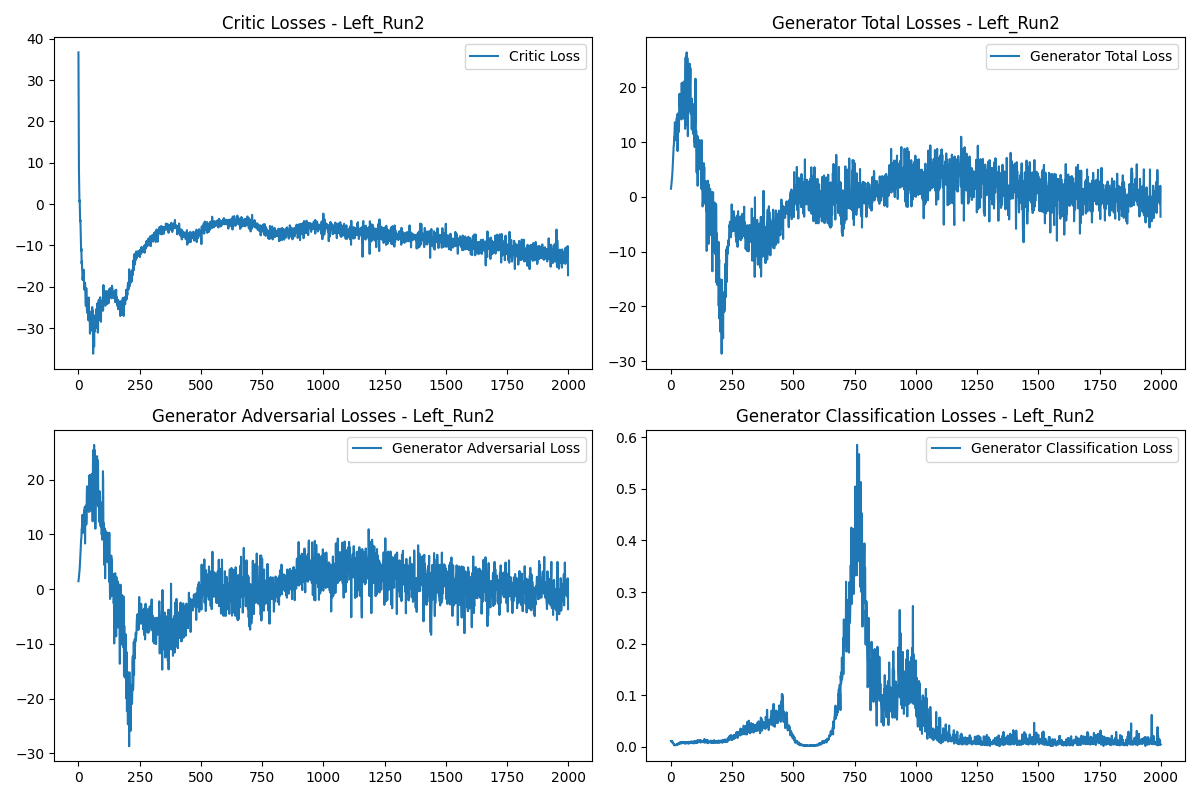 Critic Losses - Left_Run2
40
30
20
10
0
−10
−20
−30
0 250 500 750 1000 1250 1500 1750 2000
Critic Loss
Generator Total Losses - Left_Run2
20
10
0
−10
−20
−30
0 250 500 750 1000 1250 1500 1750 2000
Generator Total Loss
Generator Adversarial Losses - Left_Run2
20
10
0
−10
−20
−30
0 250 500 750 1000 1250 1500 1750 2000
Generator Adversarial Loss
Generator Classification Losses - Left_Run2
0.6
0.5
0.4
0.3
0.2
0.1
0.0
0 250 500 750 1000 1250 1500 1750 2000
Generator Classification Loss